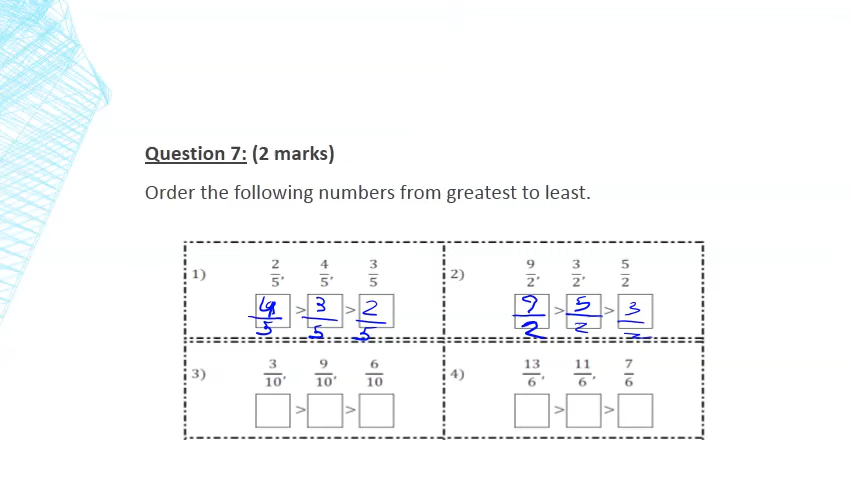 Question 7: (2 marks)
Order the following numbers from greatest to least.
1) 2/5, 4/5, 3/5
4/5 > 3/5 > 2/5
2) 9/2, 3/2, 5/2
9/2 > 5/2 > 3/2
3) 3/10, 9/10, 6/10
> >
4) 13/6, 11/6, 7/6
> >